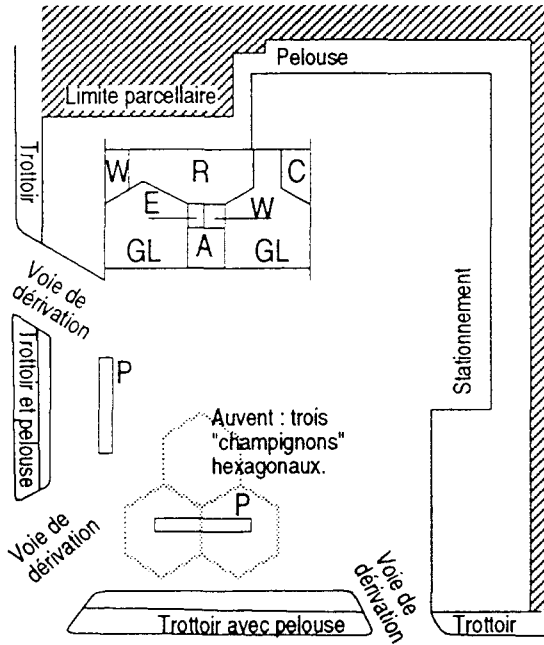 Pelouse
Limite parcellaire
Trottoir
W
R
C
E
W
GL
A
GL
Voie de
dérivation
Stationnement
Trottoir et pelouse
P
Auvent : trois
"champignons"
hexagonaux.
P
Voie de
dérivation
Voie de
dérivation
Trottoir avec pelouse
Trottoir